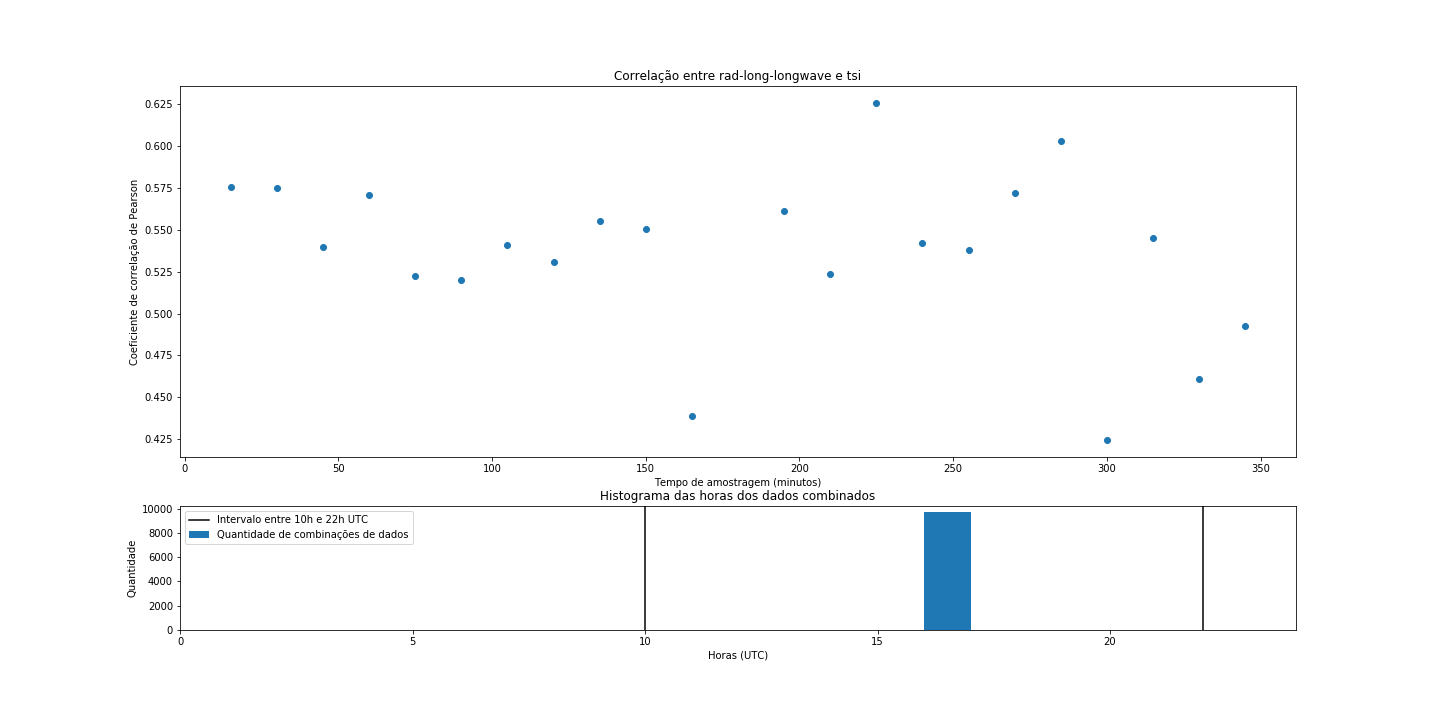 Correlação entre rad-long-longwave e tsi
0.625
0.600
0.575
0.550
0.525
0.500
0.475
0.450
0.425
Coeficiente de correlação de Pearson
0 50 100 150 200 250 300 350
Tempo de amostragem (minutos)
Histograma das horas dos dados combinados
10000
8000
6000
4000
2000
0
Quantidade
Intervalo entre 10h e 22h UTC
Quantidade de combinações de dados
0 5 10 15 20
Horas (UTC)